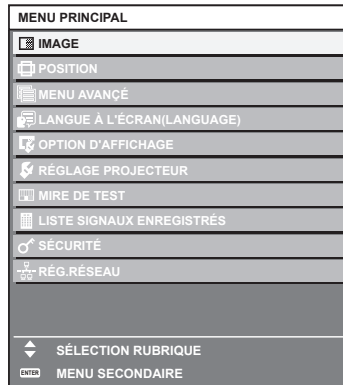 MENU PRINCIPAL
IMAGE
POSITION
MENU AVANÇÉ
LANGUE À L'ÉCRAN(LANGUAGE)
OPTION D'AFFICHAGE
RÉGLAGE PROJECTEUR
MIRE DE TEST
LISTE SIGNAUX ENREGISTRÉS
SÉCURITÉ
RÉG.RÉSEAU
SÉLECTION RUBRIQUE
ENTER MENU SECONDAIRE